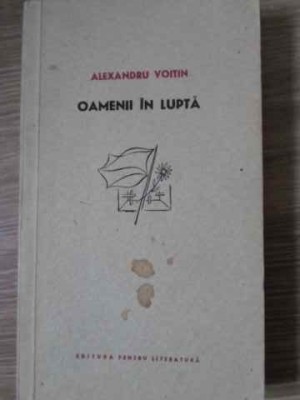 ALEXANDRU VOITIN
OAMENII ÎN LUPTĂ
EDITURA PENTRU LITERATURĂ